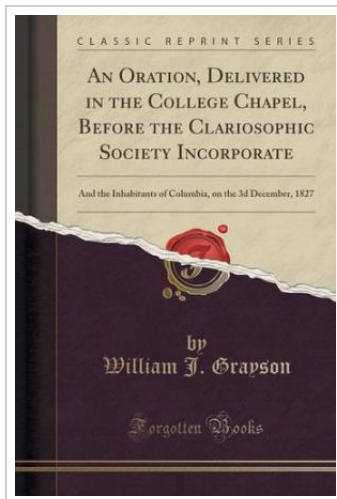 CLASSIC REPRINT SERIES
AN ORATION, DELIVERED
IN THE COLLEGE CHAPEL,
BEFORE THE CLARIOSOPHIC
SOCIETY INCORPORATE
And the Inhabitants of Columbia, on the 3d December, 1827
F
by
William J. Grayson
Forgotten Books